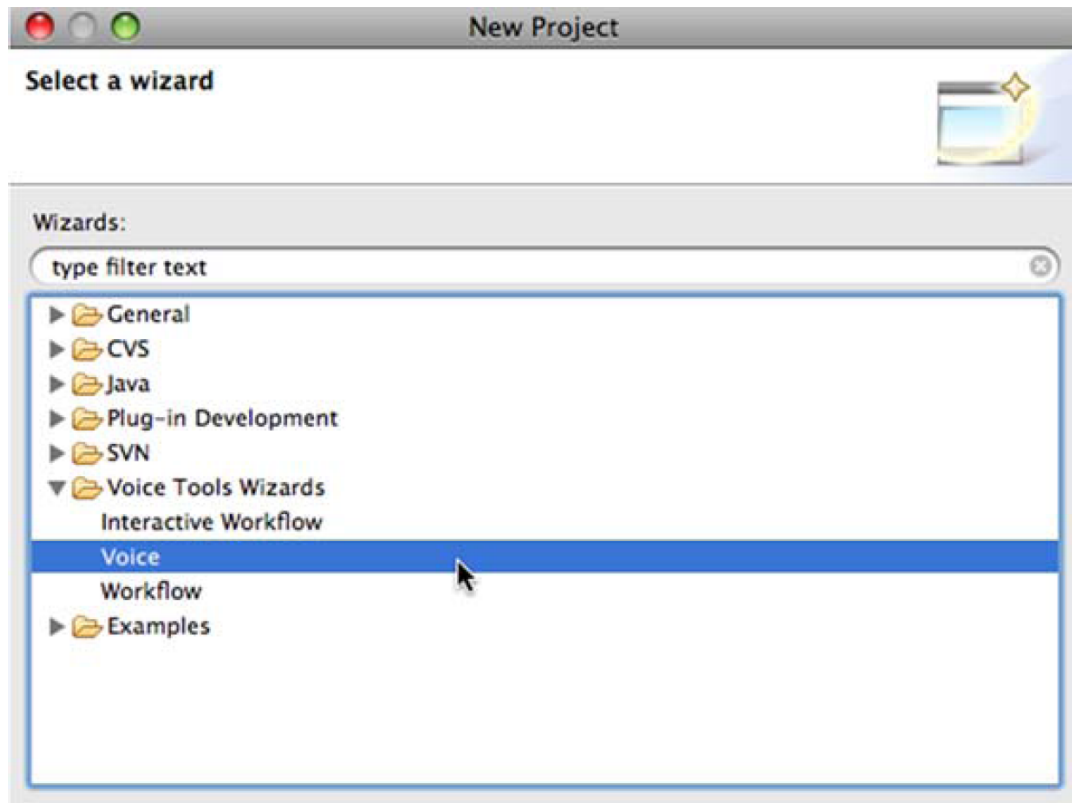 New Project
Select a wizard
Wizards:
type filter text
General
CVS
Java
Plug-in Development
SVN
Voice Tools Wizards
Interactive Workflow
Voice
Workflow
Examples